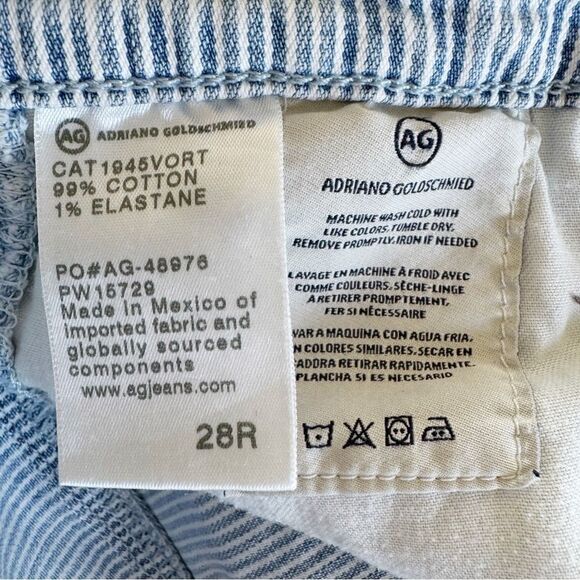 AG ADRIANO GOLDSCHMIED
CAT1945VORT
99% COTTON
1% ELASTANE
PO#AG-48976
PW15729
Made in Mexico of
imported fabric and
globally sourced
components
www.agjeans.com
28R
AG
ADRIANO GOLDSCHMIED
MACHINE WASH COLD WITH
LIKE COLORS. TUMBLE DRY.
REMOVE PROMPTLY. IRON IF NEEDED
LAVAGE EN MACHINE À FROID AVEC
COMME COULEURS. SÈCHE-LINGE
A RETIRER PROMPTEMENT,
FER SI NÉCESSAIRE
VAR A MAQUINA CON AGUA FRIA,
N COLORES SIMILARES. SECAR EN
CADORA RETIRAR RAPIDAMENTE.
PLANCHA SI ES NECESARIO